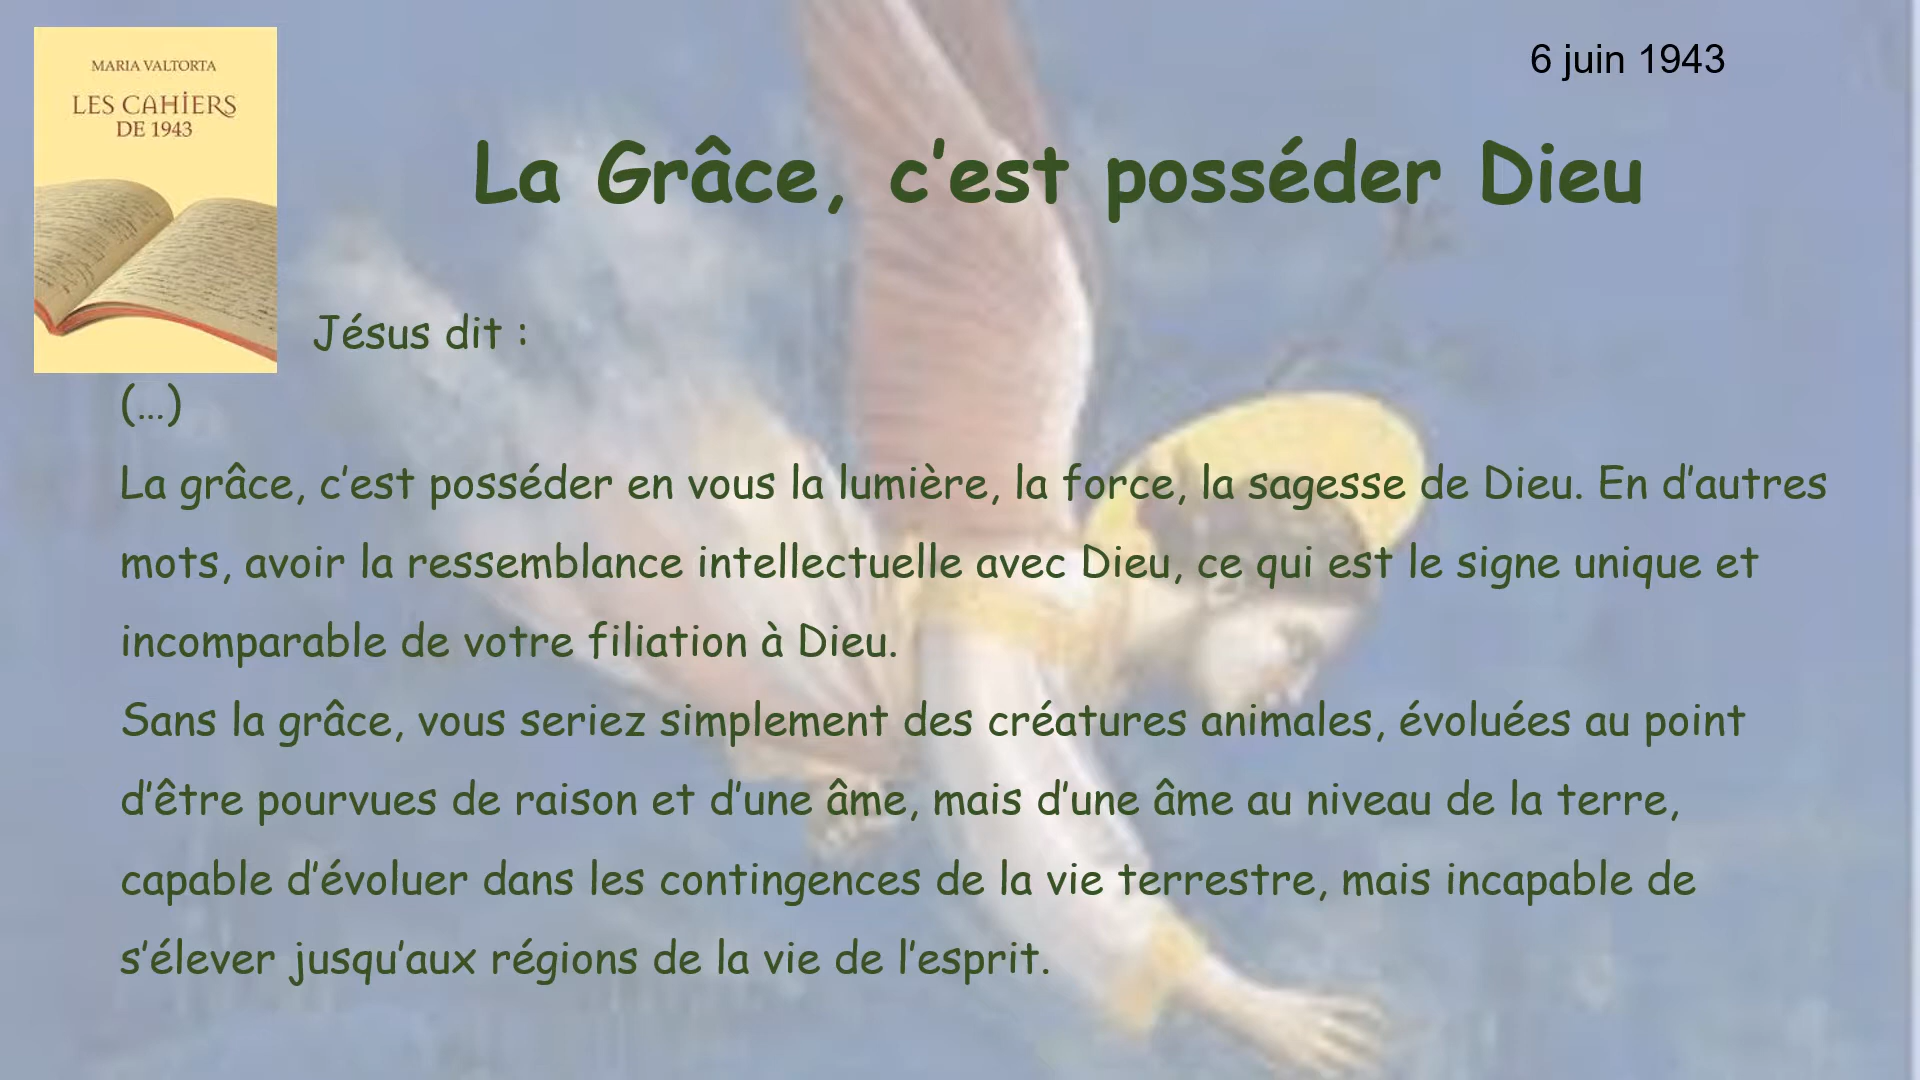 MARIA VALTORTA
LES CAHIERS
DE 1943
6 juin 1943
La Grâce, c’est posséder Dieu
Jésus dit :
(…)
La grâce, c’est posséder en vous la lumière, la force, la sagesse de Dieu. En d’autres
mots, avoir la ressemblance intellectuelle avec Dieu, ce qui est le signe unique et
incomparable de votre filiation à Dieu.
Sans la grâce, vous seriez simplement des créatures animales, évoluées au point
d’être pourvues de raison et d’une âme, mais d’une âme au niveau de la terre,
capable d’évoluer dans les contingences de la vie terrestre, mais incapable de
s’élever jusqu’aux régions de la vie de l’esprit.